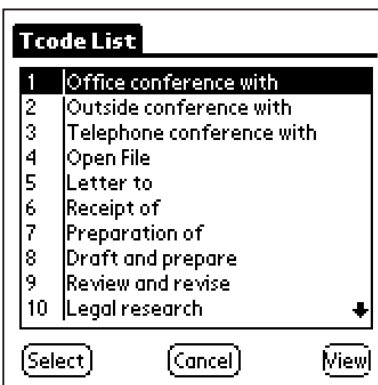 Tcode List
1 Office conference with
2 Outside conference with
3 Telephone conference with
4 Open File
5 Letter to
6 Receipt of
7 Preparation of
8 Draft and prepare
9 Review and revise
10 Legal research
Select Cancel View